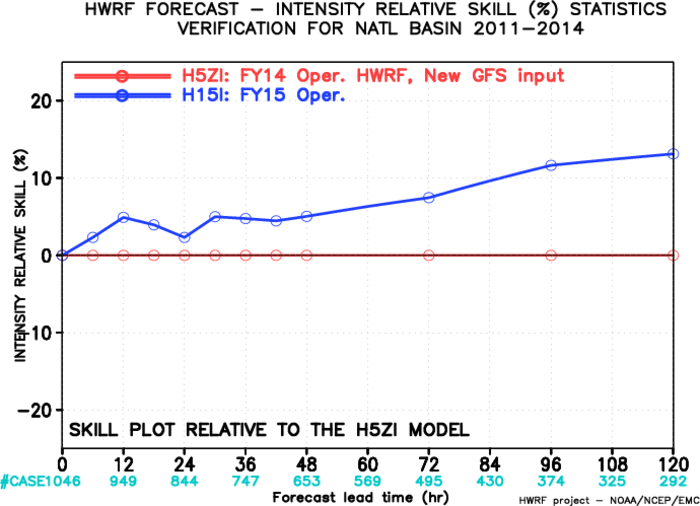 HWRF FORECAST – INTENSITY RELATIVE SKILL (%) STATISTICS
VERIFICATION FOR NATL BASIN 2011–2014
H5ZI: FY14 Oper. HWRF, New GFS input
H15I: FY15 Oper.
INTENSITY RELATIVE SKILL (%)
20
10
0
–10
–20
SKILL PLOT RELATIVE TO THE H5ZI MODEL
0 12 24 36 48 60 72 84 96 108 120
#CASE1046 949 844 747 653 569 495 430 374 325 292
Forecast lead time (hr)
HWRF project – NOAA/NCEP/EMC